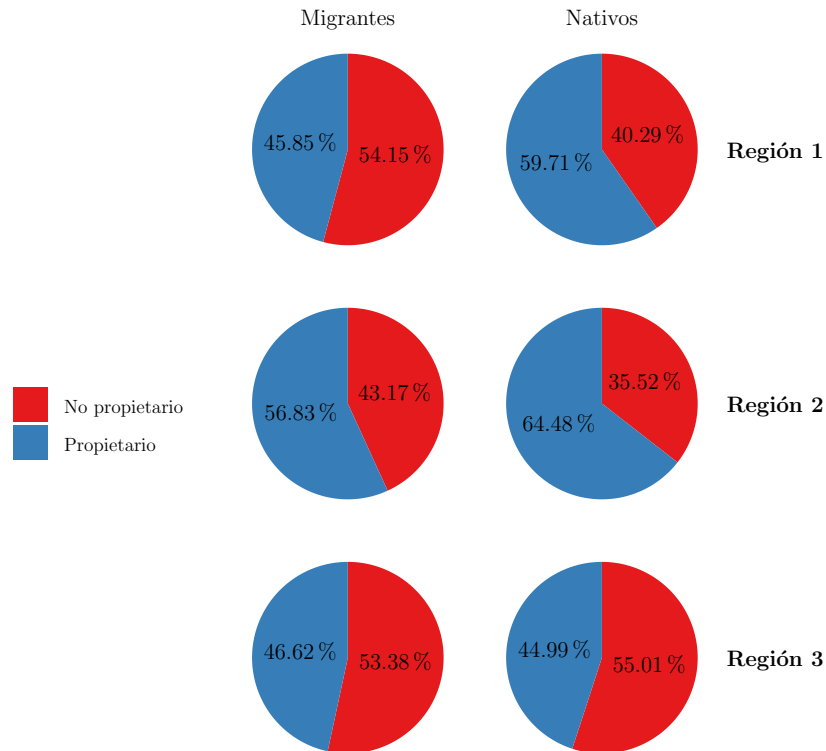 Migrantes
Nativos
45.85 %
54.15 %
59.71 %
40.29 %
Región 1
56.83 %
43.17 %
64.48 %
35.52 %
Región 2
No propietario
Propietario
46.62 %
53.38 %
44.99 %
55.01 %
Región 3